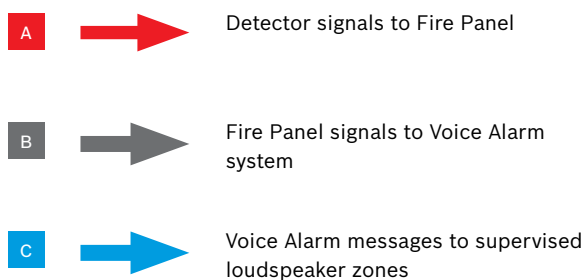 A
Detector signals to Fire Panel
B
Fire Panel signals to Voice Alarm
system
C
Voice Alarm messages to supervised
loudspeaker zones